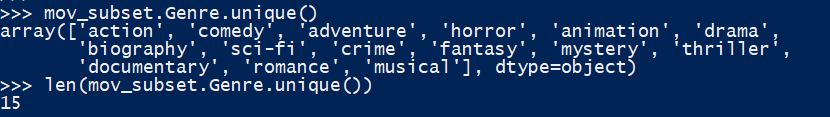 >>> mov_subset.Genre.unique()
array(['action', 'comedy', 'adventure', 'horror', 'animation', 'drama',
       'biography', 'sci-fi', 'crime', 'fantasy', 'mystery', 'thriller',
       'documentary', 'romance', 'musical'], dtype=object)
>>> len(mov_subset.Genre.unique())
15